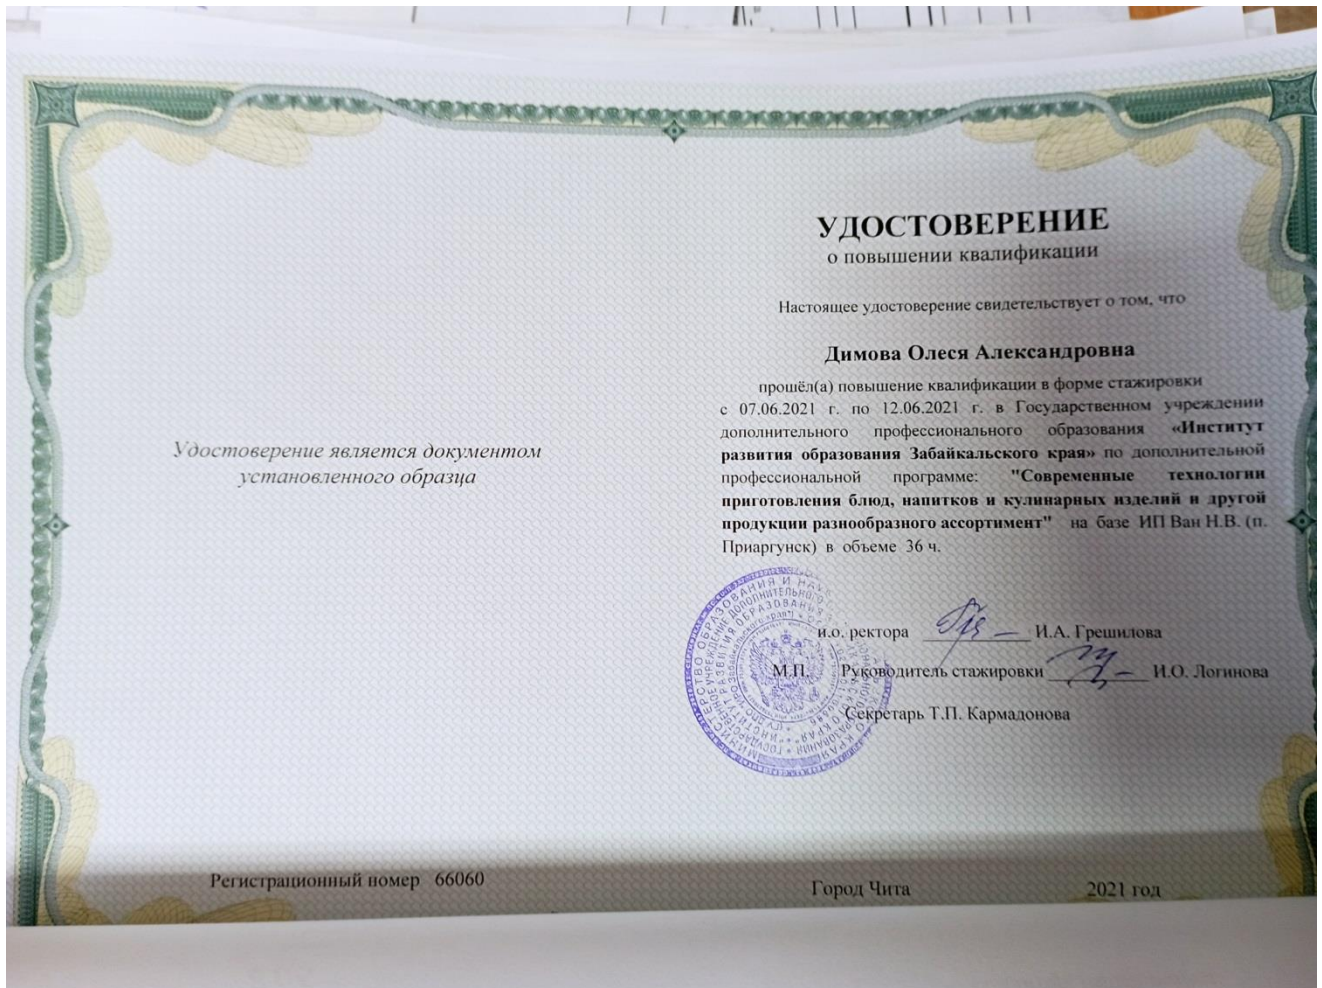 УДОСТОВЕРЕНИЕ
о повышении квалификации
Настоящее удостоверение свидетельствует о том, что
Димова Олеся Александровна
прошёл(а) повышение квалификации в форме стажировки
с 07.06.2021 г. по 12.06.2021 г. в Государственном учреждении
дополнительного профессионального образования «Институт
развития образования Забайкальского края» по дополнительной
профессиональной программе: "Современные технологии
приготовления блюд, напитков и кулинарных изделий и другой
продукции разнообразного ассортимент" на базе ИП Ван Н.В. (п.
Приаргунск) в объеме 36 ч.
Удостоверение является документом
установленного образца
и.о. ректора И.А. Грешилова
М.П. Руководитель стажировки И.О. Логинова
Секретарь Т.П. Кармадонова
Регистрационный номер 66060
Город Чита 2021 год